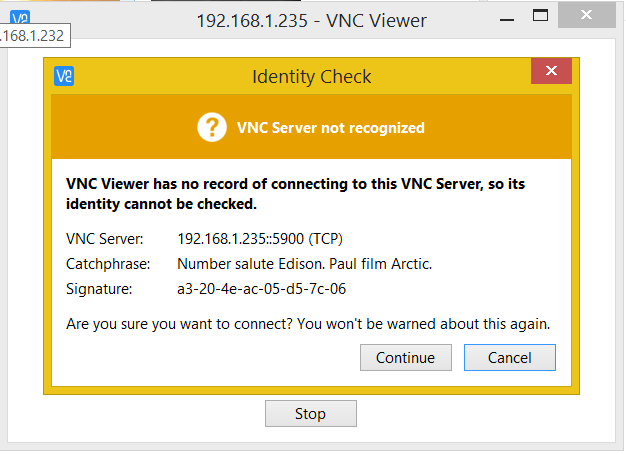 192.168.1.235 - VNC Viewer
.168.1.232
Identity Check
VNC Server not recognized
VNC Viewer has no record of connecting to this VNC Server, so its
identity cannot be checked.
VNC Server: 192.168.1.235::5900 (TCP)
Catchphrase: Number salute Edison. Paul film Arctic.
Signature: a3-20-4e-ac-05-d5-7c-06
Are you sure you want to connect? You won't be warned about this again.
Continue Cancel
Stop